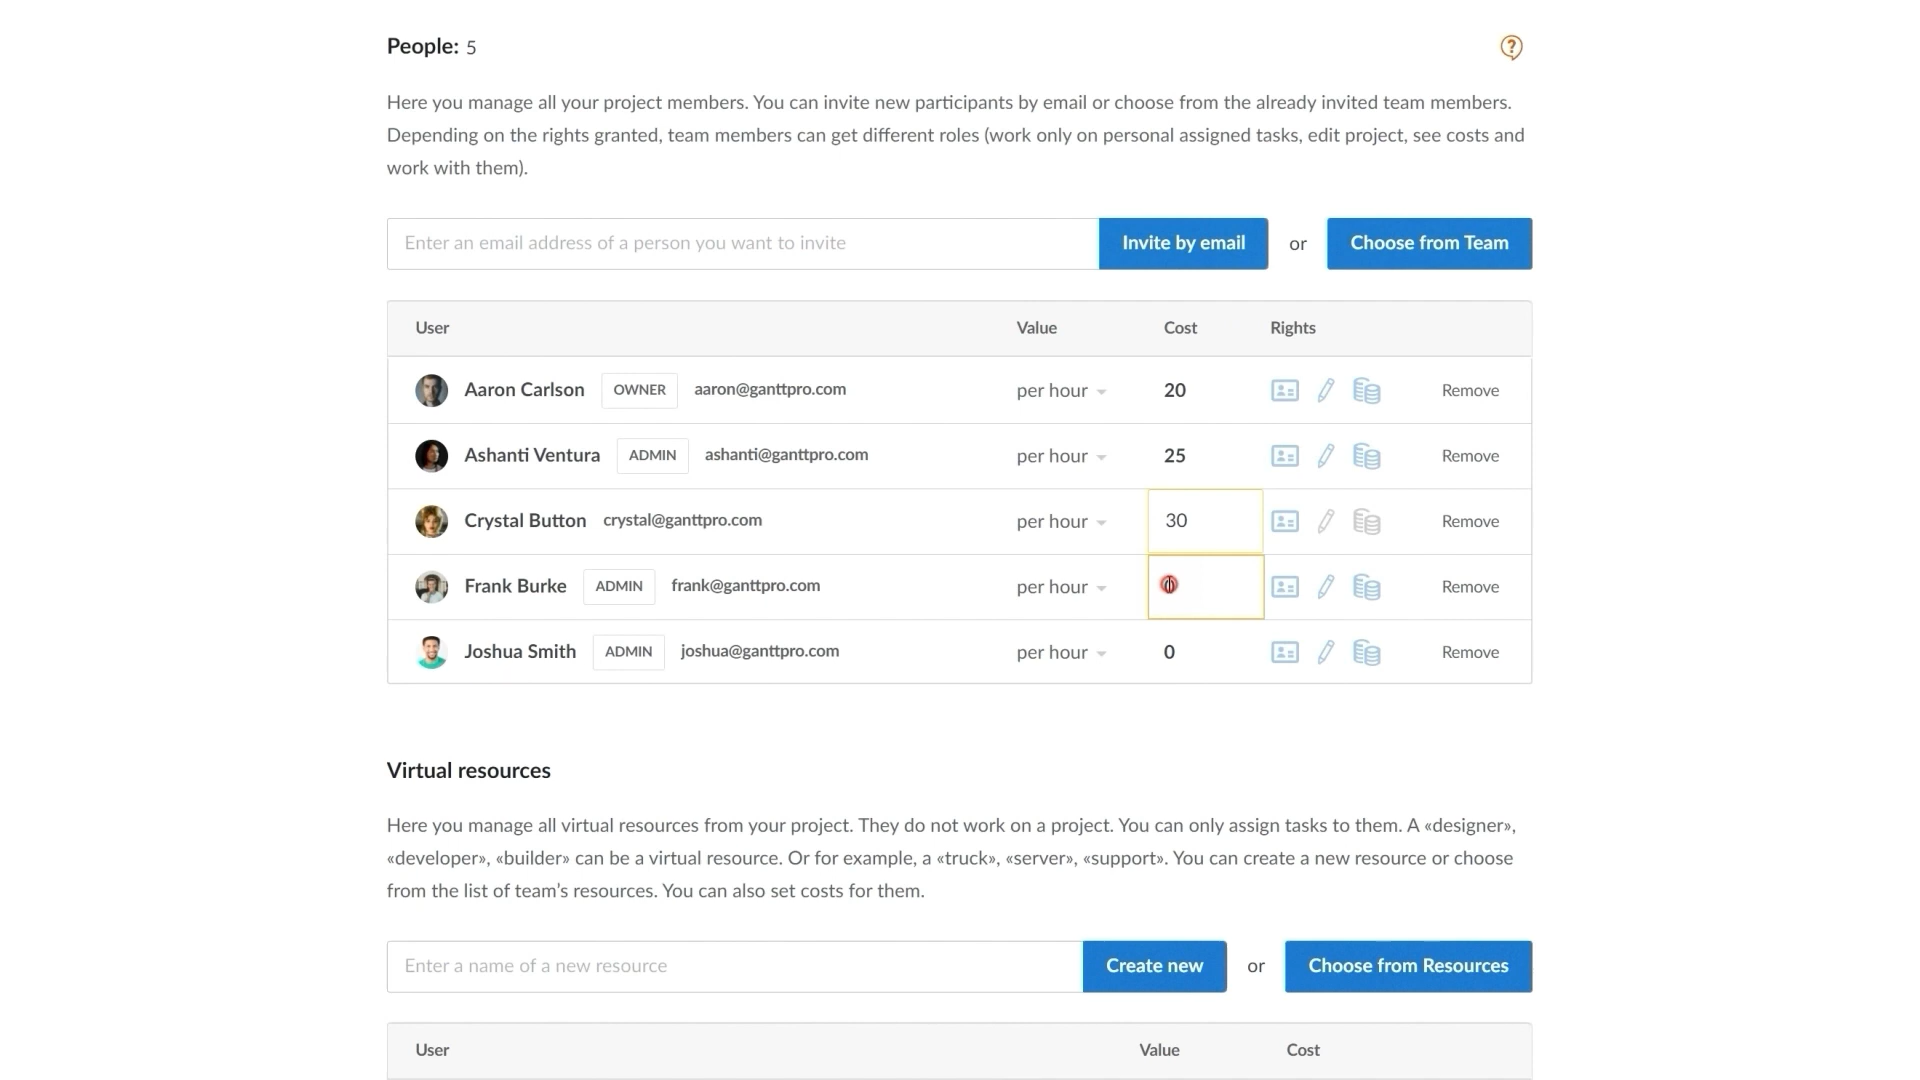 People: 5
Here you manage all your project members. You can invite new participants by email or choose from the already invited team members.
Depending on the rights granted, team members can get different roles (work only on personal assigned tasks, edit project, see costs and
work with them).
Enter an email address of a person you want to invite
Invite by email
or
Choose from Team
User Value Cost Rights
Aaron Carlson OWNER aaron@ganttpro.com per hour 20 Remove
Ashanti Ventura ADMIN ashanti@ganttpro.com per hour 25 Remove
Crystal Button crystal@ganttpro.com per hour 30 Remove
Frank Burke ADMIN frank@ganttpro.com per hour Remove
Joshua Smith ADMIN joshua@ganttpro.com per hour 0 Remove
Virtual resources
Here you manage all virtual resources from your project. They do not work on a project. You can only assign tasks to them. A «designer»,
«developer», «builder» can be a virtual resource. Or for example, a «truck», «server», «support». You can create a new resource or choose
from the list of team’s resources. You can also set costs for them.
Enter a name of a new resource
Create new
or
Choose from Resources
User Value Cost